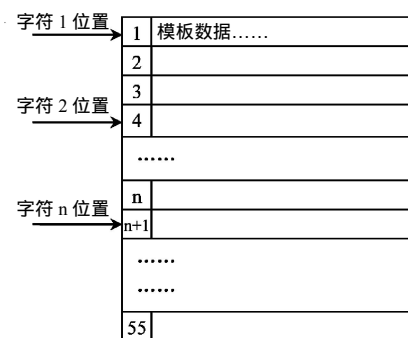 字符 1 位置
1 模板数据……
2
3
字符 2 位置
4
……
n
字符 n 位置
n+1
……
……
55